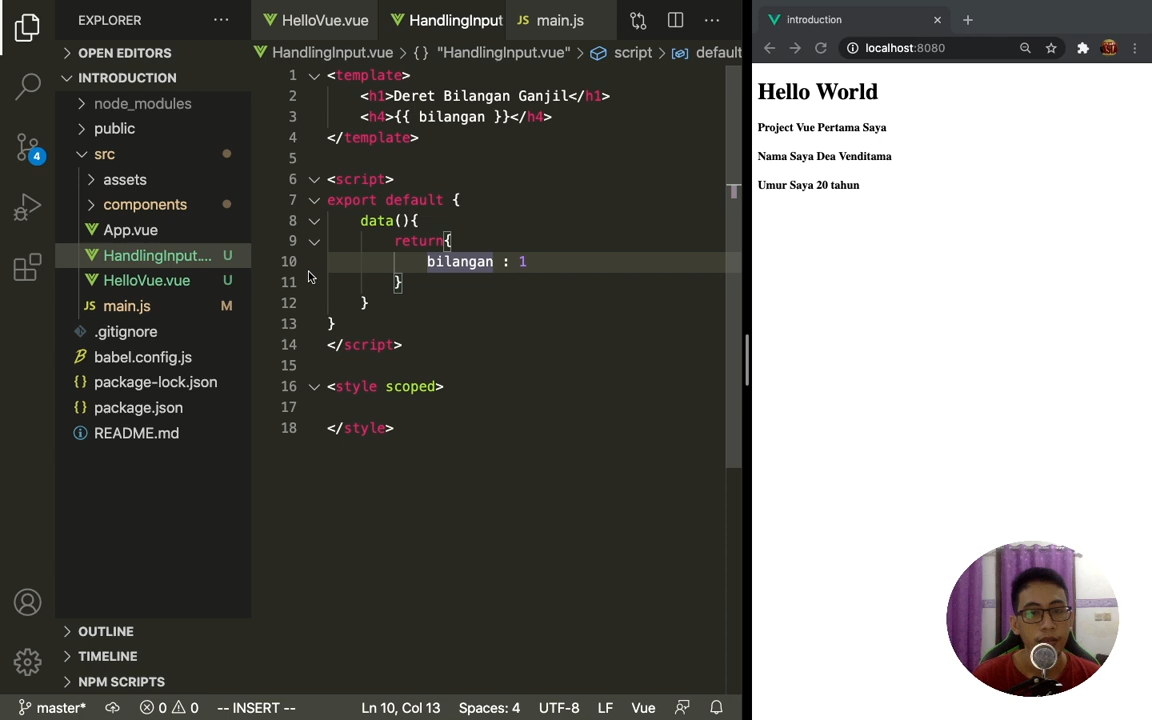 EXPLORER
OPEN EDITORS
INTRODUCTION
node_modules
public
src
assets
components
App.vue
HandlingInput.... U
HelloVue.vue U
main.js M
.gitignore
babel.config.js
package-lock.json
package.json
README.md
OUTLINE
TIMELINE
NPM SCRIPTS
4
HelloVue.vue HandlingInput JS main.js
HandlingInput.vue > {} "HandlingInput.vue" > script > default
1 <template>
2 <h1>Deret Bilangan Ganjil</h1>
3 <h4>{{ bilangan }}</h4>
4 </template>
5
6 <script>
7 export default {
8 data(){
9 return{
10 bilangan : 1
11 }
12 }
13 }
14 </script>
15
16 <style scoped>
17
18 </style>
master* 0 0 -- INSERT -- Ln 10, Col 13 Spaces: 4 UTF-8 LF Vue
introduction
localhost:8080
Hello World
Project Vue Pertama Saya
Nama Saya Dea Venditama
Umur Saya 20 tahun